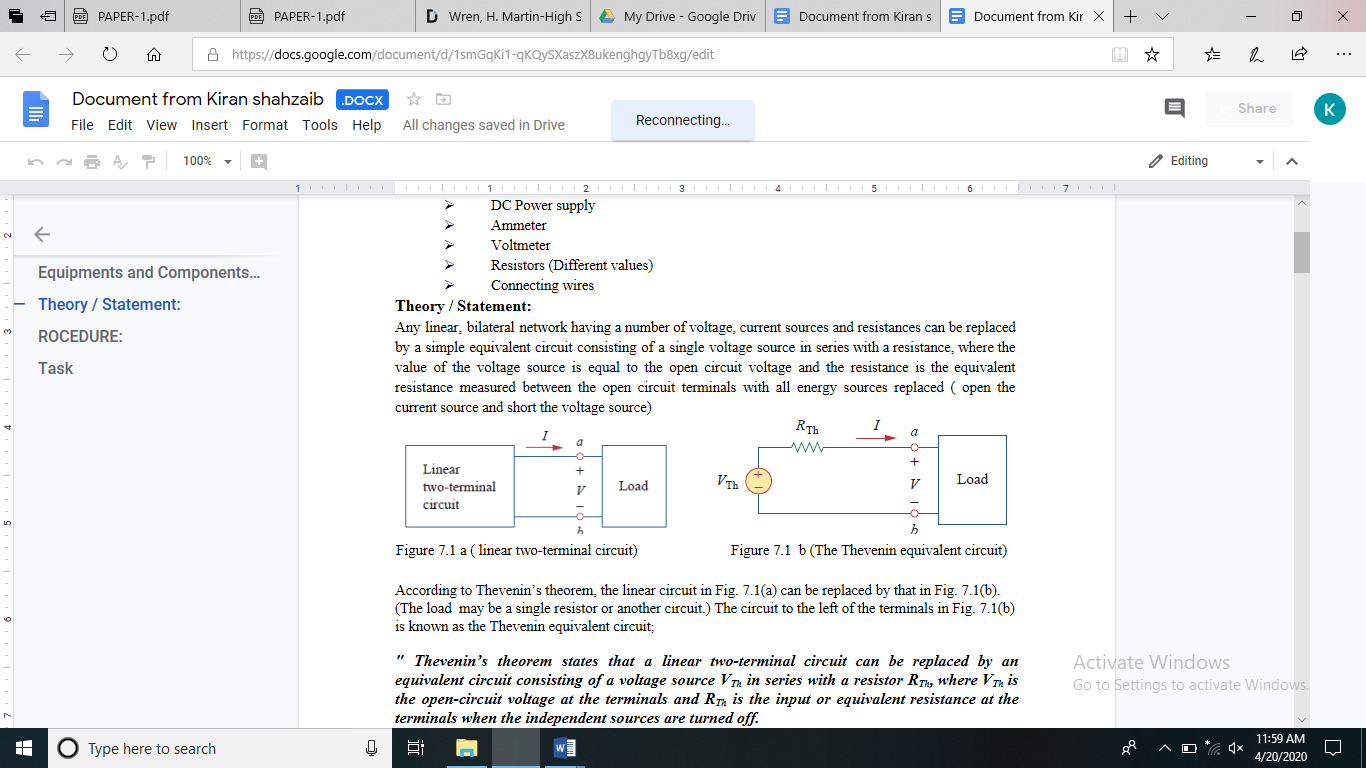 PAPER-1.pdf
PAPER-1.pdf
Wren, H. Martin-High S
My Drive - Google Driv
Document from Kiran s
Document from Kir
https://docs.google.com/document/d/1smGqKi1-qKQySXaszX8ukenghgyTb8xg/edit
Document from Kiran shahzaib .DOCX
Reconnecting...
Share
K
File Edit View Insert Format Tools Help All changes saved in Drive
100%
Editing
1 1 2 3 4 5 6 7
DC Power supply
Ammeter
Voltmeter
Resistors (Different values)
Connecting wires
Equipments and Components...
Theory / Statement:
ROCEDURE:
Task
2
3
4
5
6
7
Theory / Statement:
Any linear, bilateral network having a number of voltage, current sources and resistances can be replaced
by a simple equivalent circuit consisting of a single voltage source in series with a resistance, where the
value of the voltage source is equal to the open circuit voltage and the resistance is the equivalent
resistance measured between the open circuit terminals with all energy sources replaced ( open the
current source and short the voltage source)
I
a
Linear
two-terminal
circuit
+
V
−
b
Load
RTh
I
a
VTh
+
−
+
V
−
b
Load
Figure 7.1 a ( linear two-terminal circuit)
Figure 7.1 b (The Thevenin equivalent circuit)
According to Thevenin's theorem, the linear circuit in Fig. 7.1(a) can be replaced by that in Fig. 7.1(b).
(The load may be a single resistor or another circuit.) The circuit to the left of the terminals in Fig. 7.1(b)
is known as the Thevenin equivalent circuit;
" Thevenin's theorem states that a linear two-terminal circuit can be replaced by an
equivalent circuit consisting of a voltage source VTh in series with a resistor RTh, where VTh is
the open-circuit voltage at the terminals and RTh is the input or equivalent resistance at the
terminals when the independent sources are turned off.
Activate Windows
Go to Settings to activate Windows.
Type here to search
11:59 AM
4/20/2020